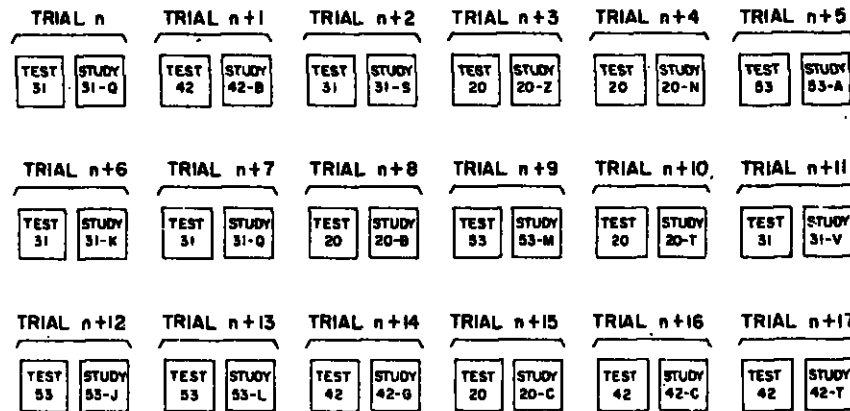 TRIAL n TRIAL n+1 TRIAL n+2 TRIAL n+3 TRIAL n+4 TRIAL n+5
TEST STUDY TEST STUDY TEST STUDY TEST STUDY TEST STUDY TEST STUDY
31 31-Q 42 42-B 31 31-S 20 20-Z 20 20-N 53 53-A
TRIAL n+6 TRIAL n+7 TRIAL n+8 TRIAL n+9 TRIAL n+10 TRIAL n+11
TEST STUDY TEST STUDY TEST STUDY TEST STUDY TEST STUDY TEST STUDY
31 31-K 31 31-Q 20 20-B 53 53-M 20 20-T 31 31-V
TRIAL n+12 TRIAL n+13 TRIAL n+14 TRIAL n+15 TRIAL n+16 TRIAL n+17
TEST STUDY TEST STUDY TEST STUDY TEST STUDY TEST STUDY TEST STUDY
53 53-J 53 53-L 42 42-G 20 20-C 42 42-C 42 42-T